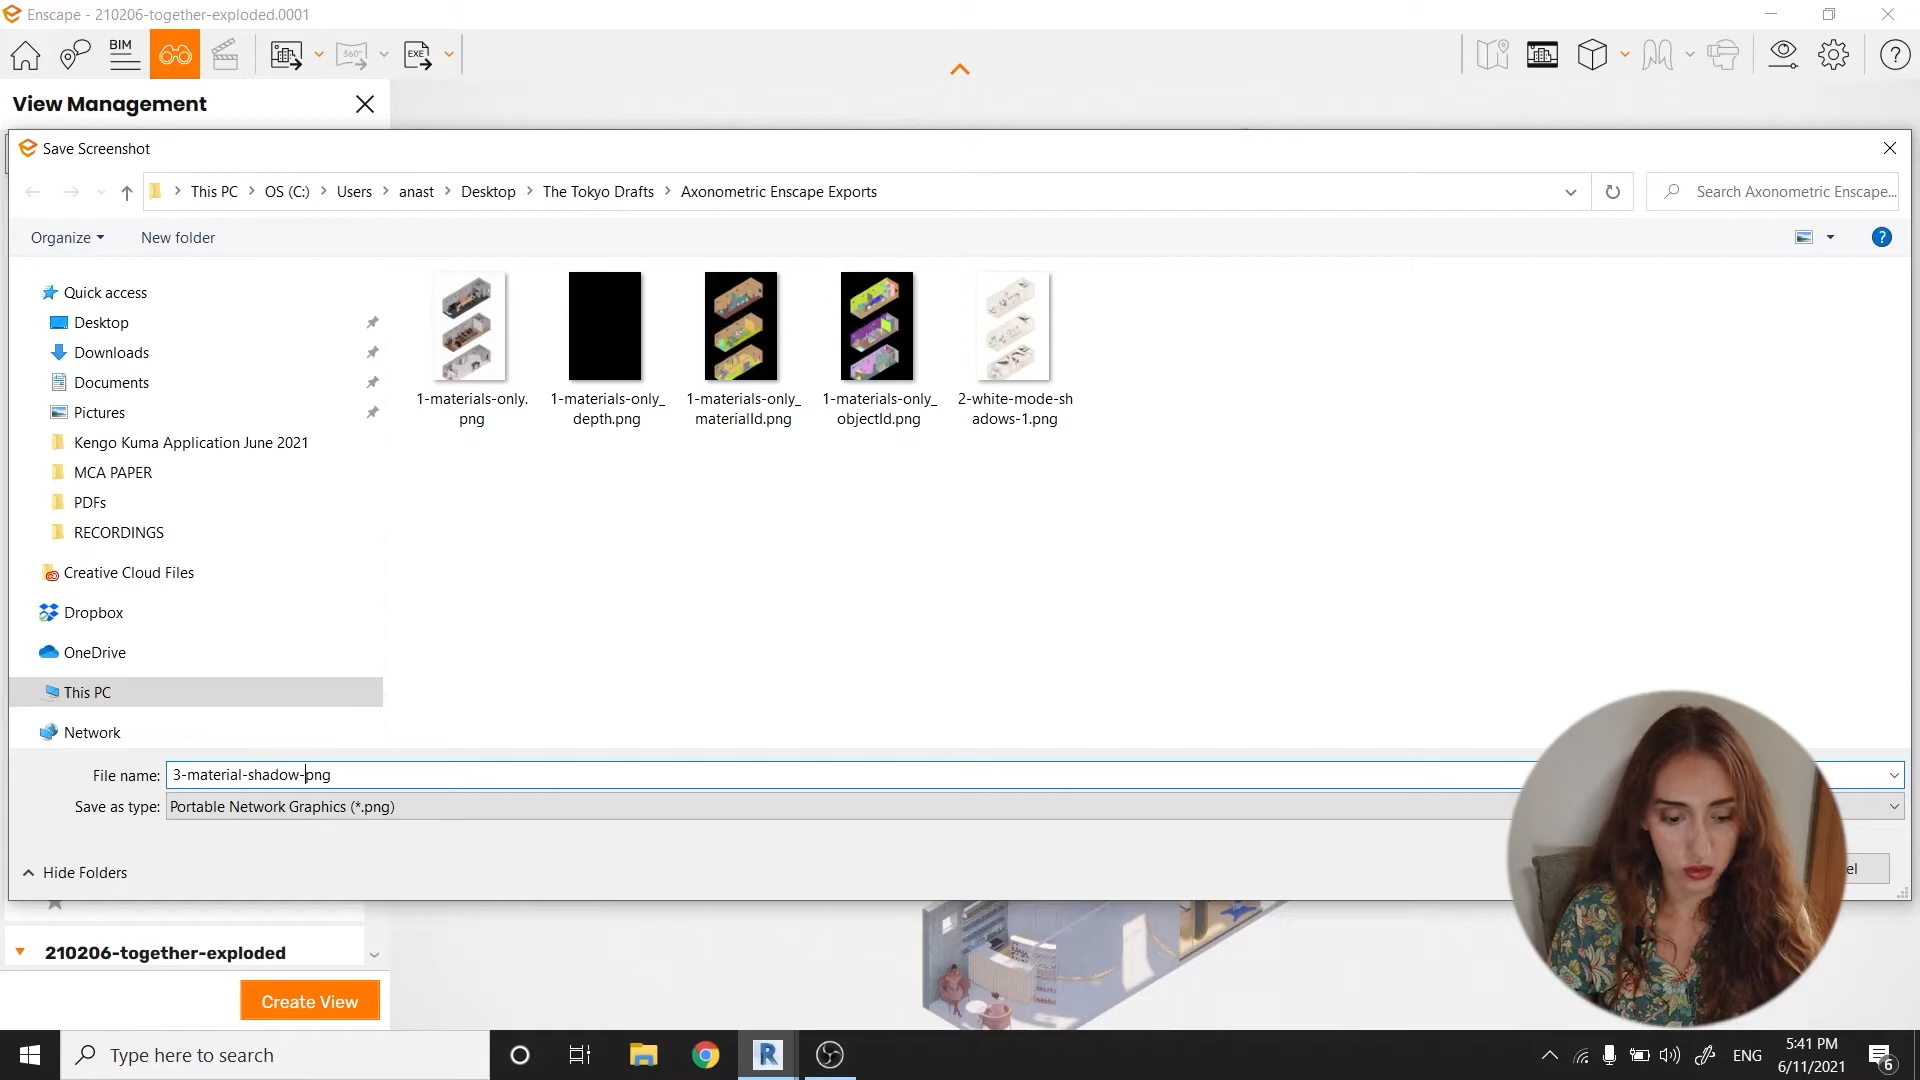 Enscape - 210206-together-exploded.0001
BIM
360°
EXE
?
View Management
Save Screenshot
This PC > OS (C:) > Users > anast > Desktop > The Tokyo Drafts > Axonometric Enscape Exports
Search Axonometric Enscape...
Organize
New folder
?
Quick access
Desktop
Downloads
Documents
Pictures
Kengo Kuma Application June 2021
MCA PAPER
PDFs
RECORDINGS
Creative Cloud Files
Dropbox
OneDrive
This PC
Network
1-materials-only.
png
1-materials-only_
depth.png
1-materials-only_
materialId.png
1-materials-only_
objectId.png
2-white-mode-sh
adows-1.png
File name: 3-material-shadow-png
Save as type: Portable Network Graphics (*.png)
Hide Folders
210206-together-exploded
Create View
Type here to search
R
ENG
5:41 PM
6/11/2021
6